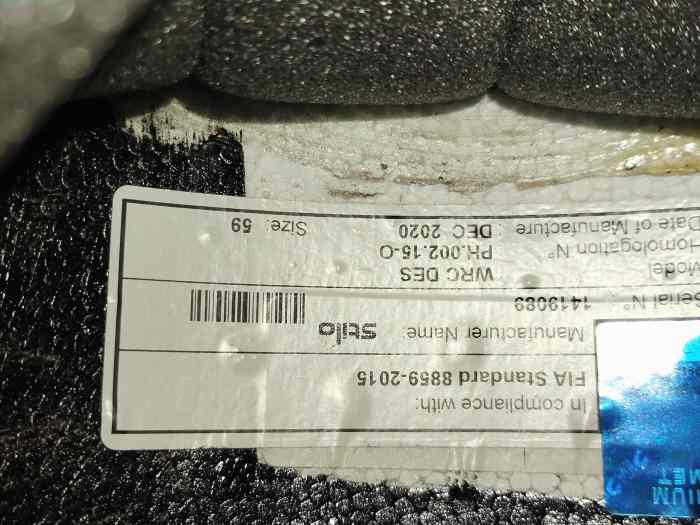 In compliance with:
FIA Standard 8859-2015
Manufacturer Name: Stilo
Serial N°: 1419089
Model WRC DES
Homologation N° PH.002.15-O
Date of Manufacture: DEC 2020 Size: 59